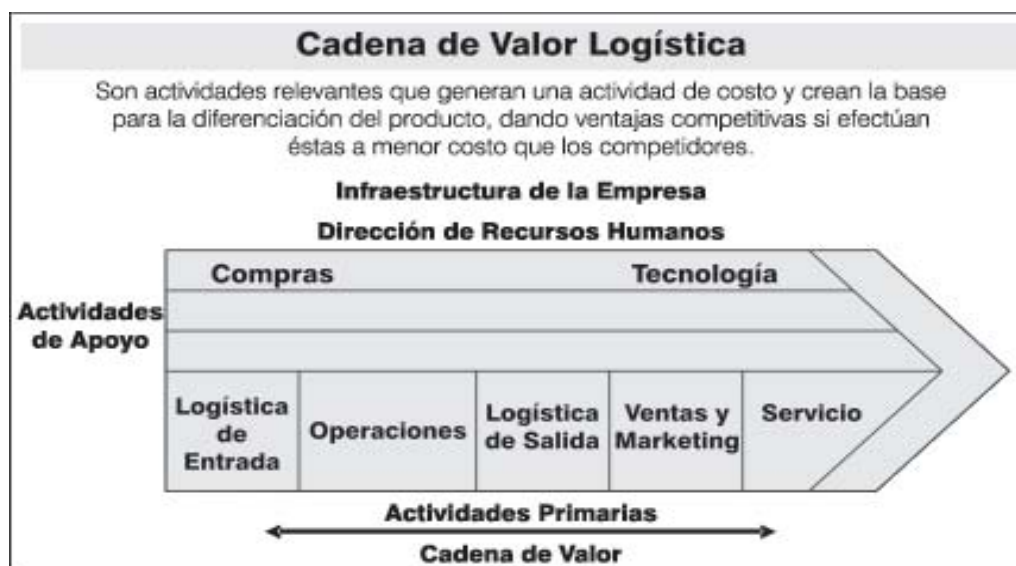 Cadena de Valor Logística
Son actividades relevantes que generan una actividad de costo y crean la base
para la diferenciación del producto, dando ventajas competitivas si efectúan
éstas a menor costo que los competidores.
Infraestructura de la Empresa
Dirección de Recursos Humanos
Compras
Tecnología
Actividades
de Apoyo
Logística
de
Entrada
Operaciones
Logística
de Salida
Ventas y
Marketing
Servicio
Actividades Primarias
Cadena de Valor